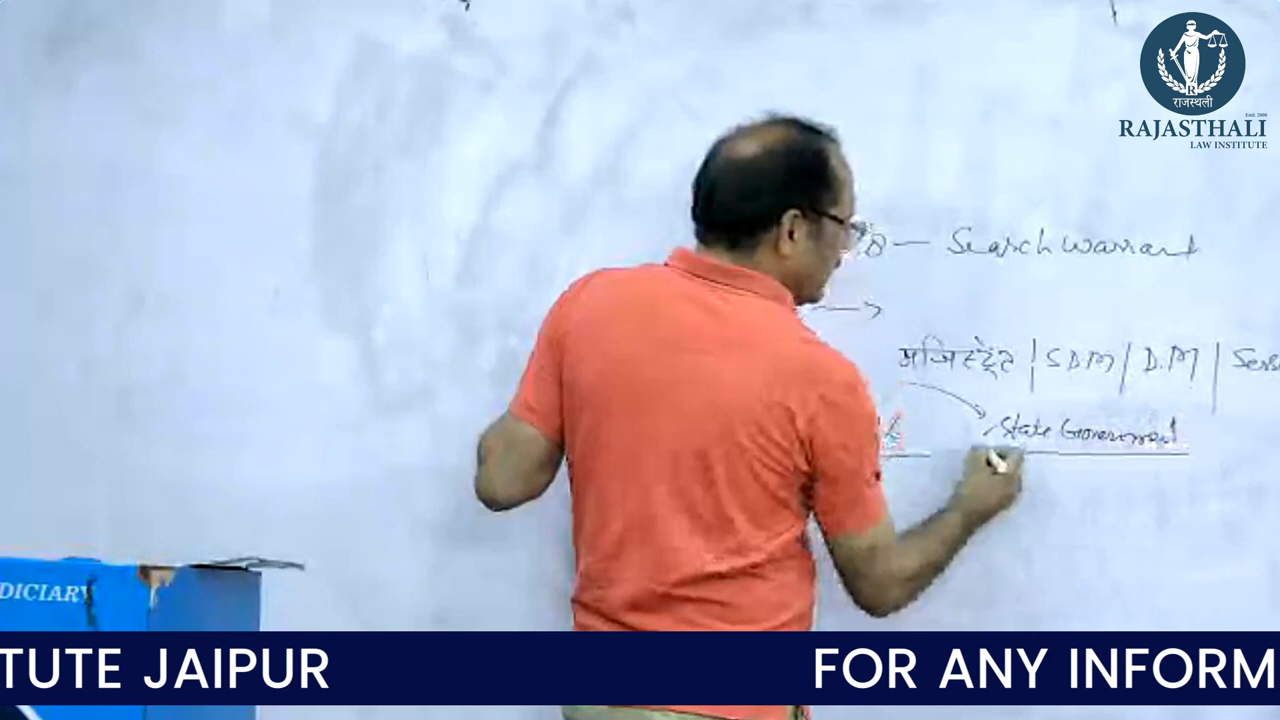 राजस्थली
RAJASTHALI
LAW INSTITUTE
— Search Warrant
→
मजिस्ट्रेट | SDM | D.M |
State Government
DICIARY
TUTE JAIPUR
FOR ANY INFORM